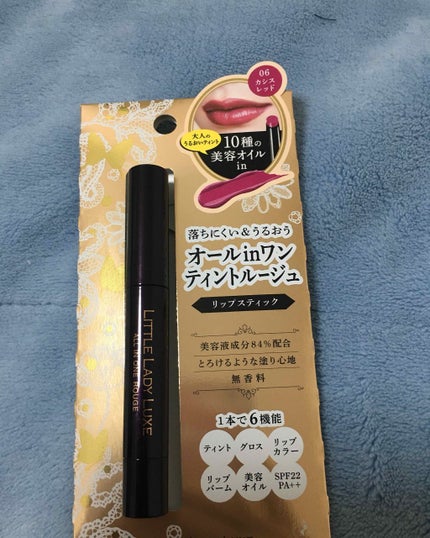 06
カシス
レッド
大人の
うるおいティント
10種の
美容オイル
in
落ちにくい&うるおう
オールinワン
ティントルージュ
リップスティック
美容液成分84%配合
とろけるような塗り心地
無香料
1本で6機能
ティント
グロス
リップ
カラー
リップ
バーム
美容
オイル
SPF22
PA++
LITTLE LADY LUXE
ALL IN ONE ROUGE